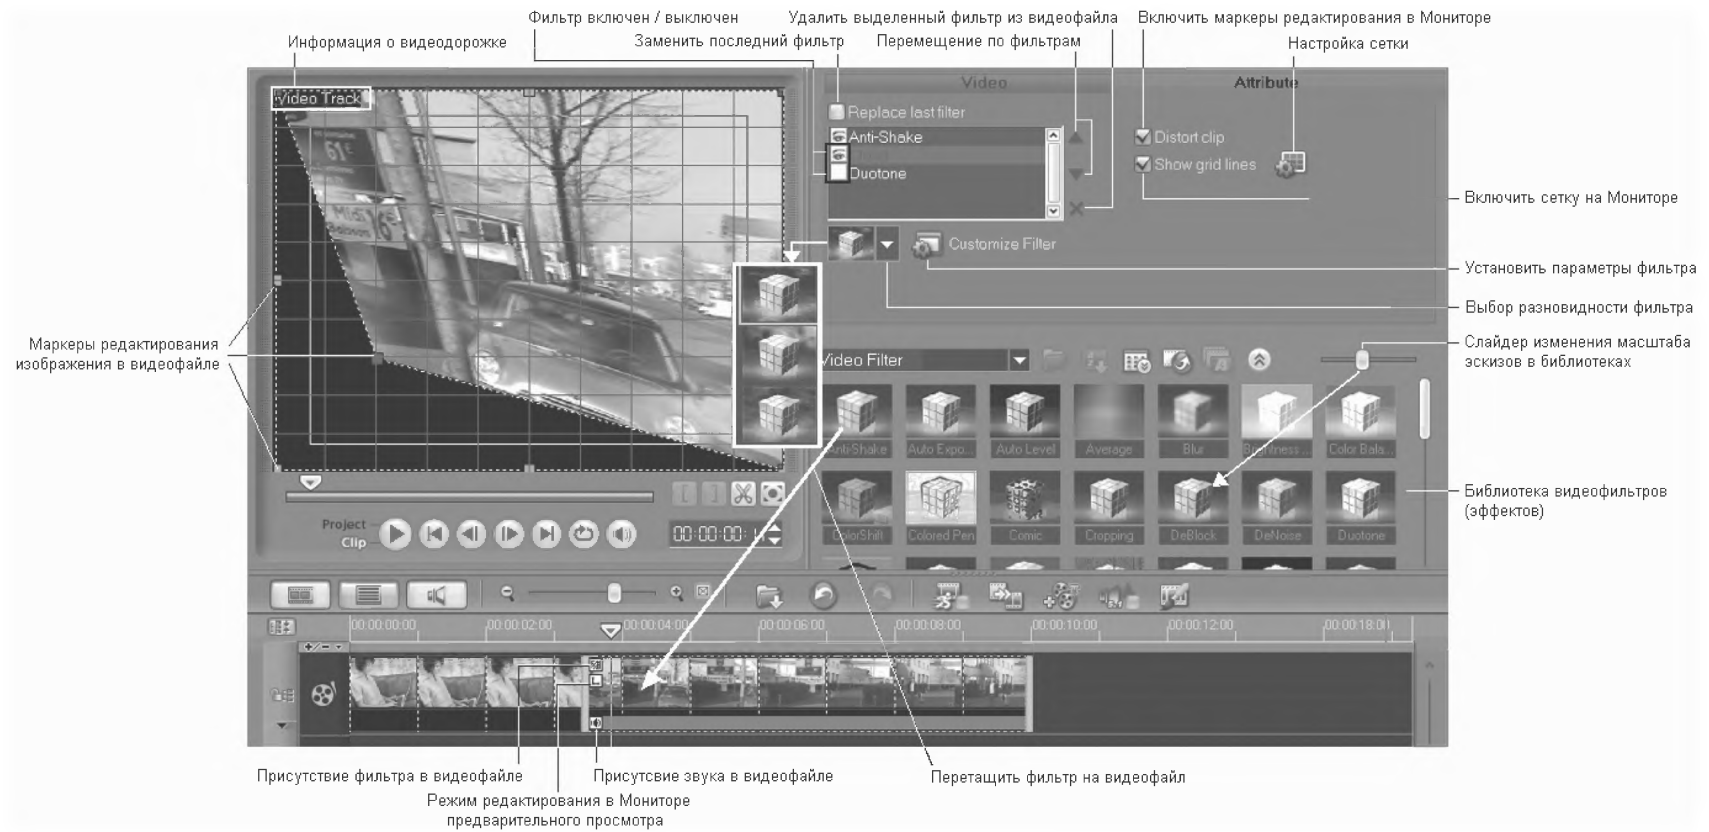 Фильтр включен / выключен
Удалить выделенный фильтр из видеофайла
Включить маркеры редактирования в Мониторе
Информация о видеодорожке
Заменить последний фильтр
Перемещение по фильтрам
Настройка сетки
Video
Attribute
Video Track
Replace last filter
Anti-Shake
Duotone
Distort clip
Show grid lines
Включить сетку на Мониторе
Customize Filter
Установить параметры фильтра
Выбор разновидности фильтра
Маркеры редактирования
изображения в видеофайле
Video Filter
Слайдер изменения масштаба
эскизов в библиотеках
Anti-Shake
Auto Expo...
Auto Level
Average
Blur
Brightness ...
Color Bala...
Библиотека видеофильтров
(эффектов)
ColorShift
Colored Pen
Comic
Cropping
DeBlock
DeNoise
Duotone
Project
Clip
00:00:00:1
00:00:00:00
00:00:02:00
00:00:04:00
00:00:06:00
00:00:08:00
00:00:10:00
00:00:12:00
Присутствие фильтра в видеофайле
Присутсвие звука в видеофайле
Перетащить фильтр на видеофайл
Режим редактирования в Мониторе
предварительного просмотра